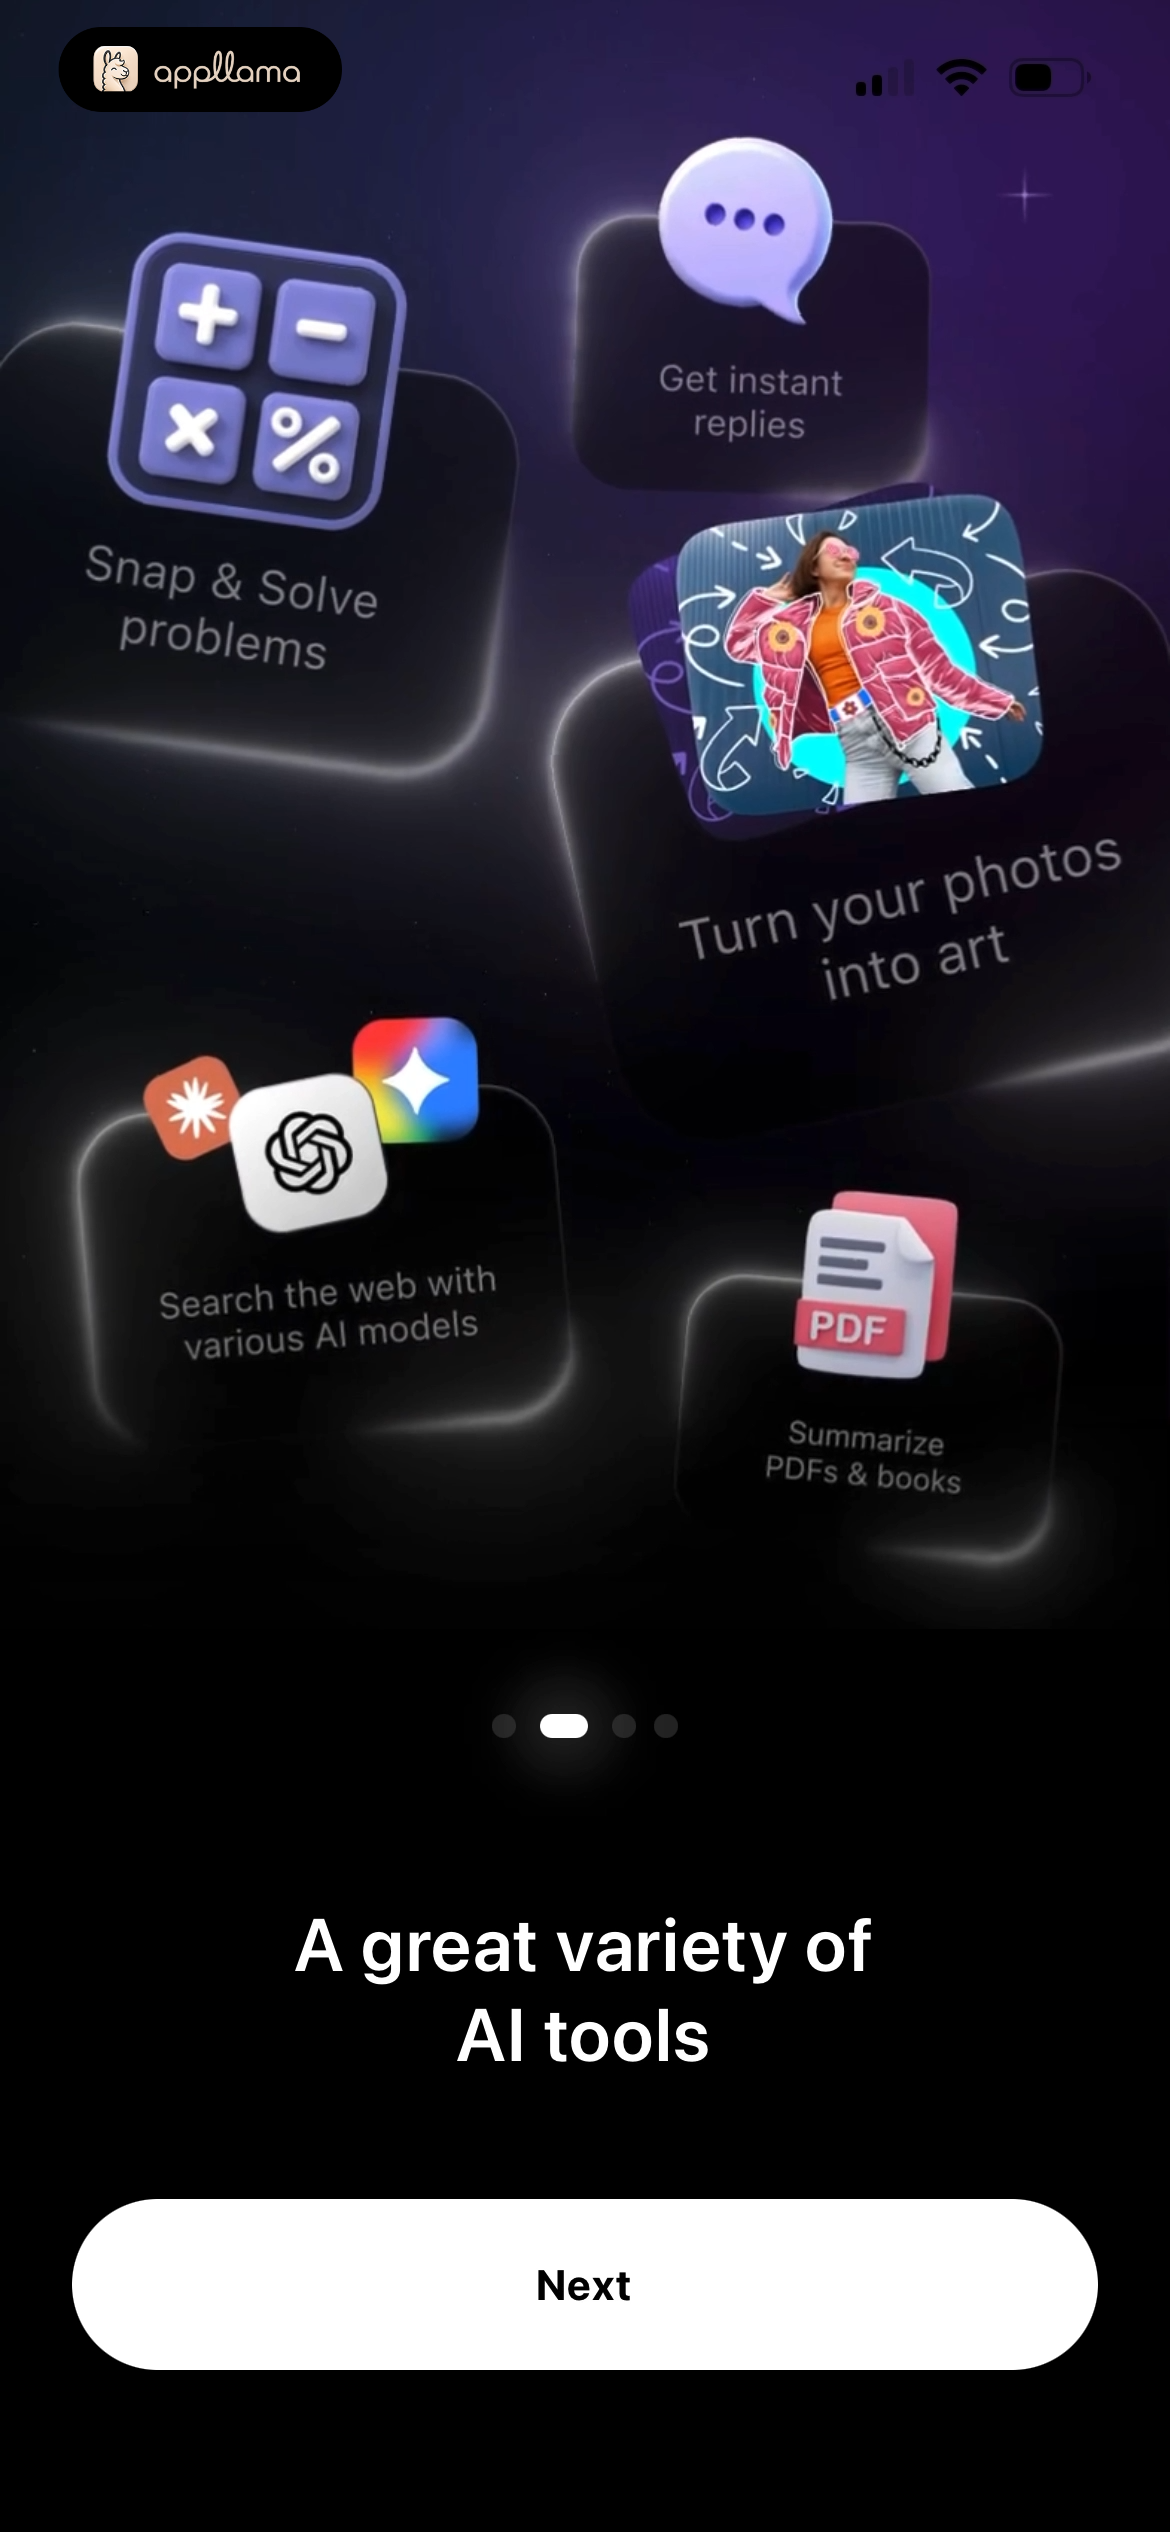 appllama
Get instant
replies
Snap & Solve
problems
Turn your photos
into art
Search the web with
various AI models
PDF
Summarize
PDFs & books
A great variety of
AI tools
Next